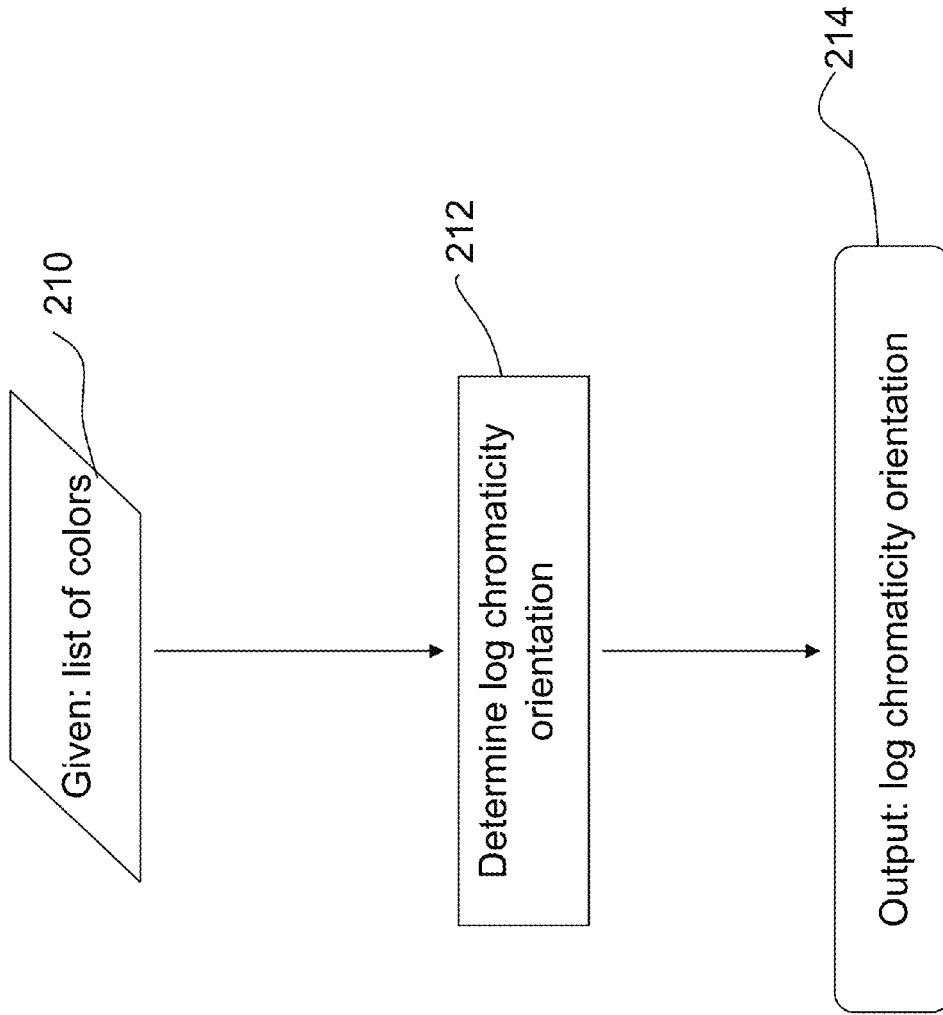 Given: list of colors
210
Determine log chromaticity
orientation
212
Output: log chromaticity orientation
214